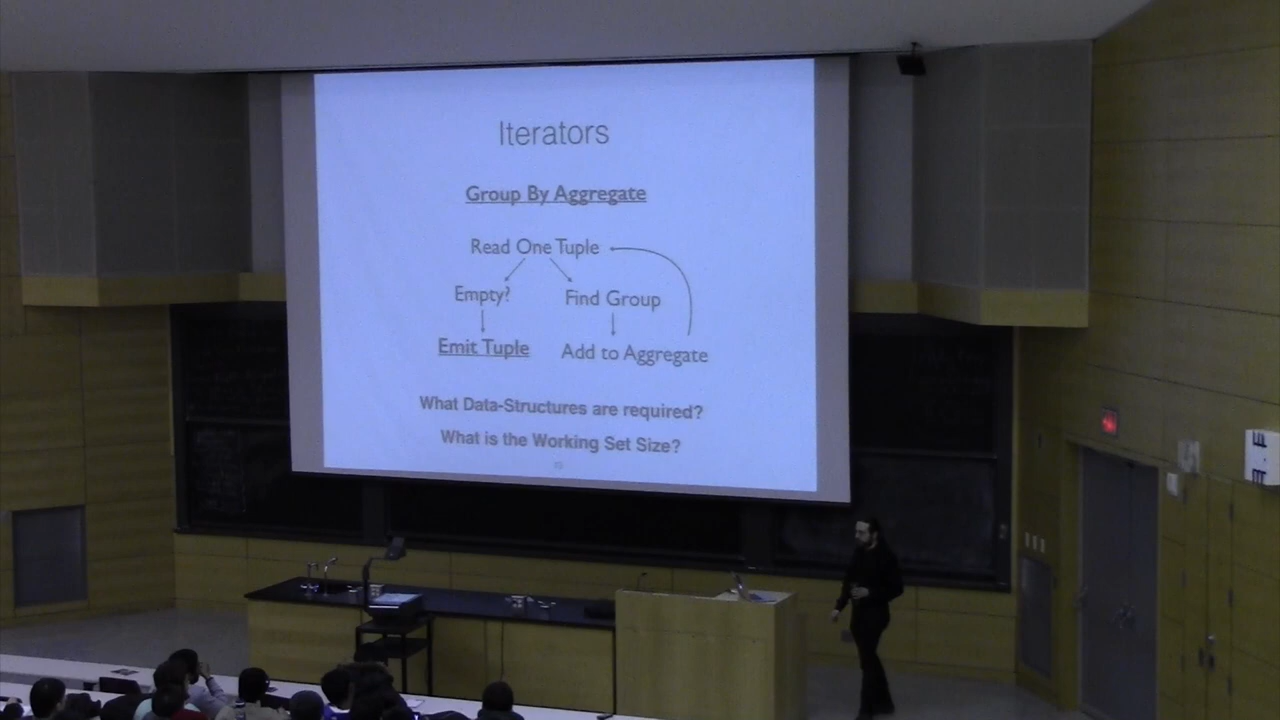 Iterators
Group By Aggregate
Read One Tuple
Empty?
Find Group
Emit Tuple
Add to Aggregate
What Data-Structures are required?
What is the Working Set Size?